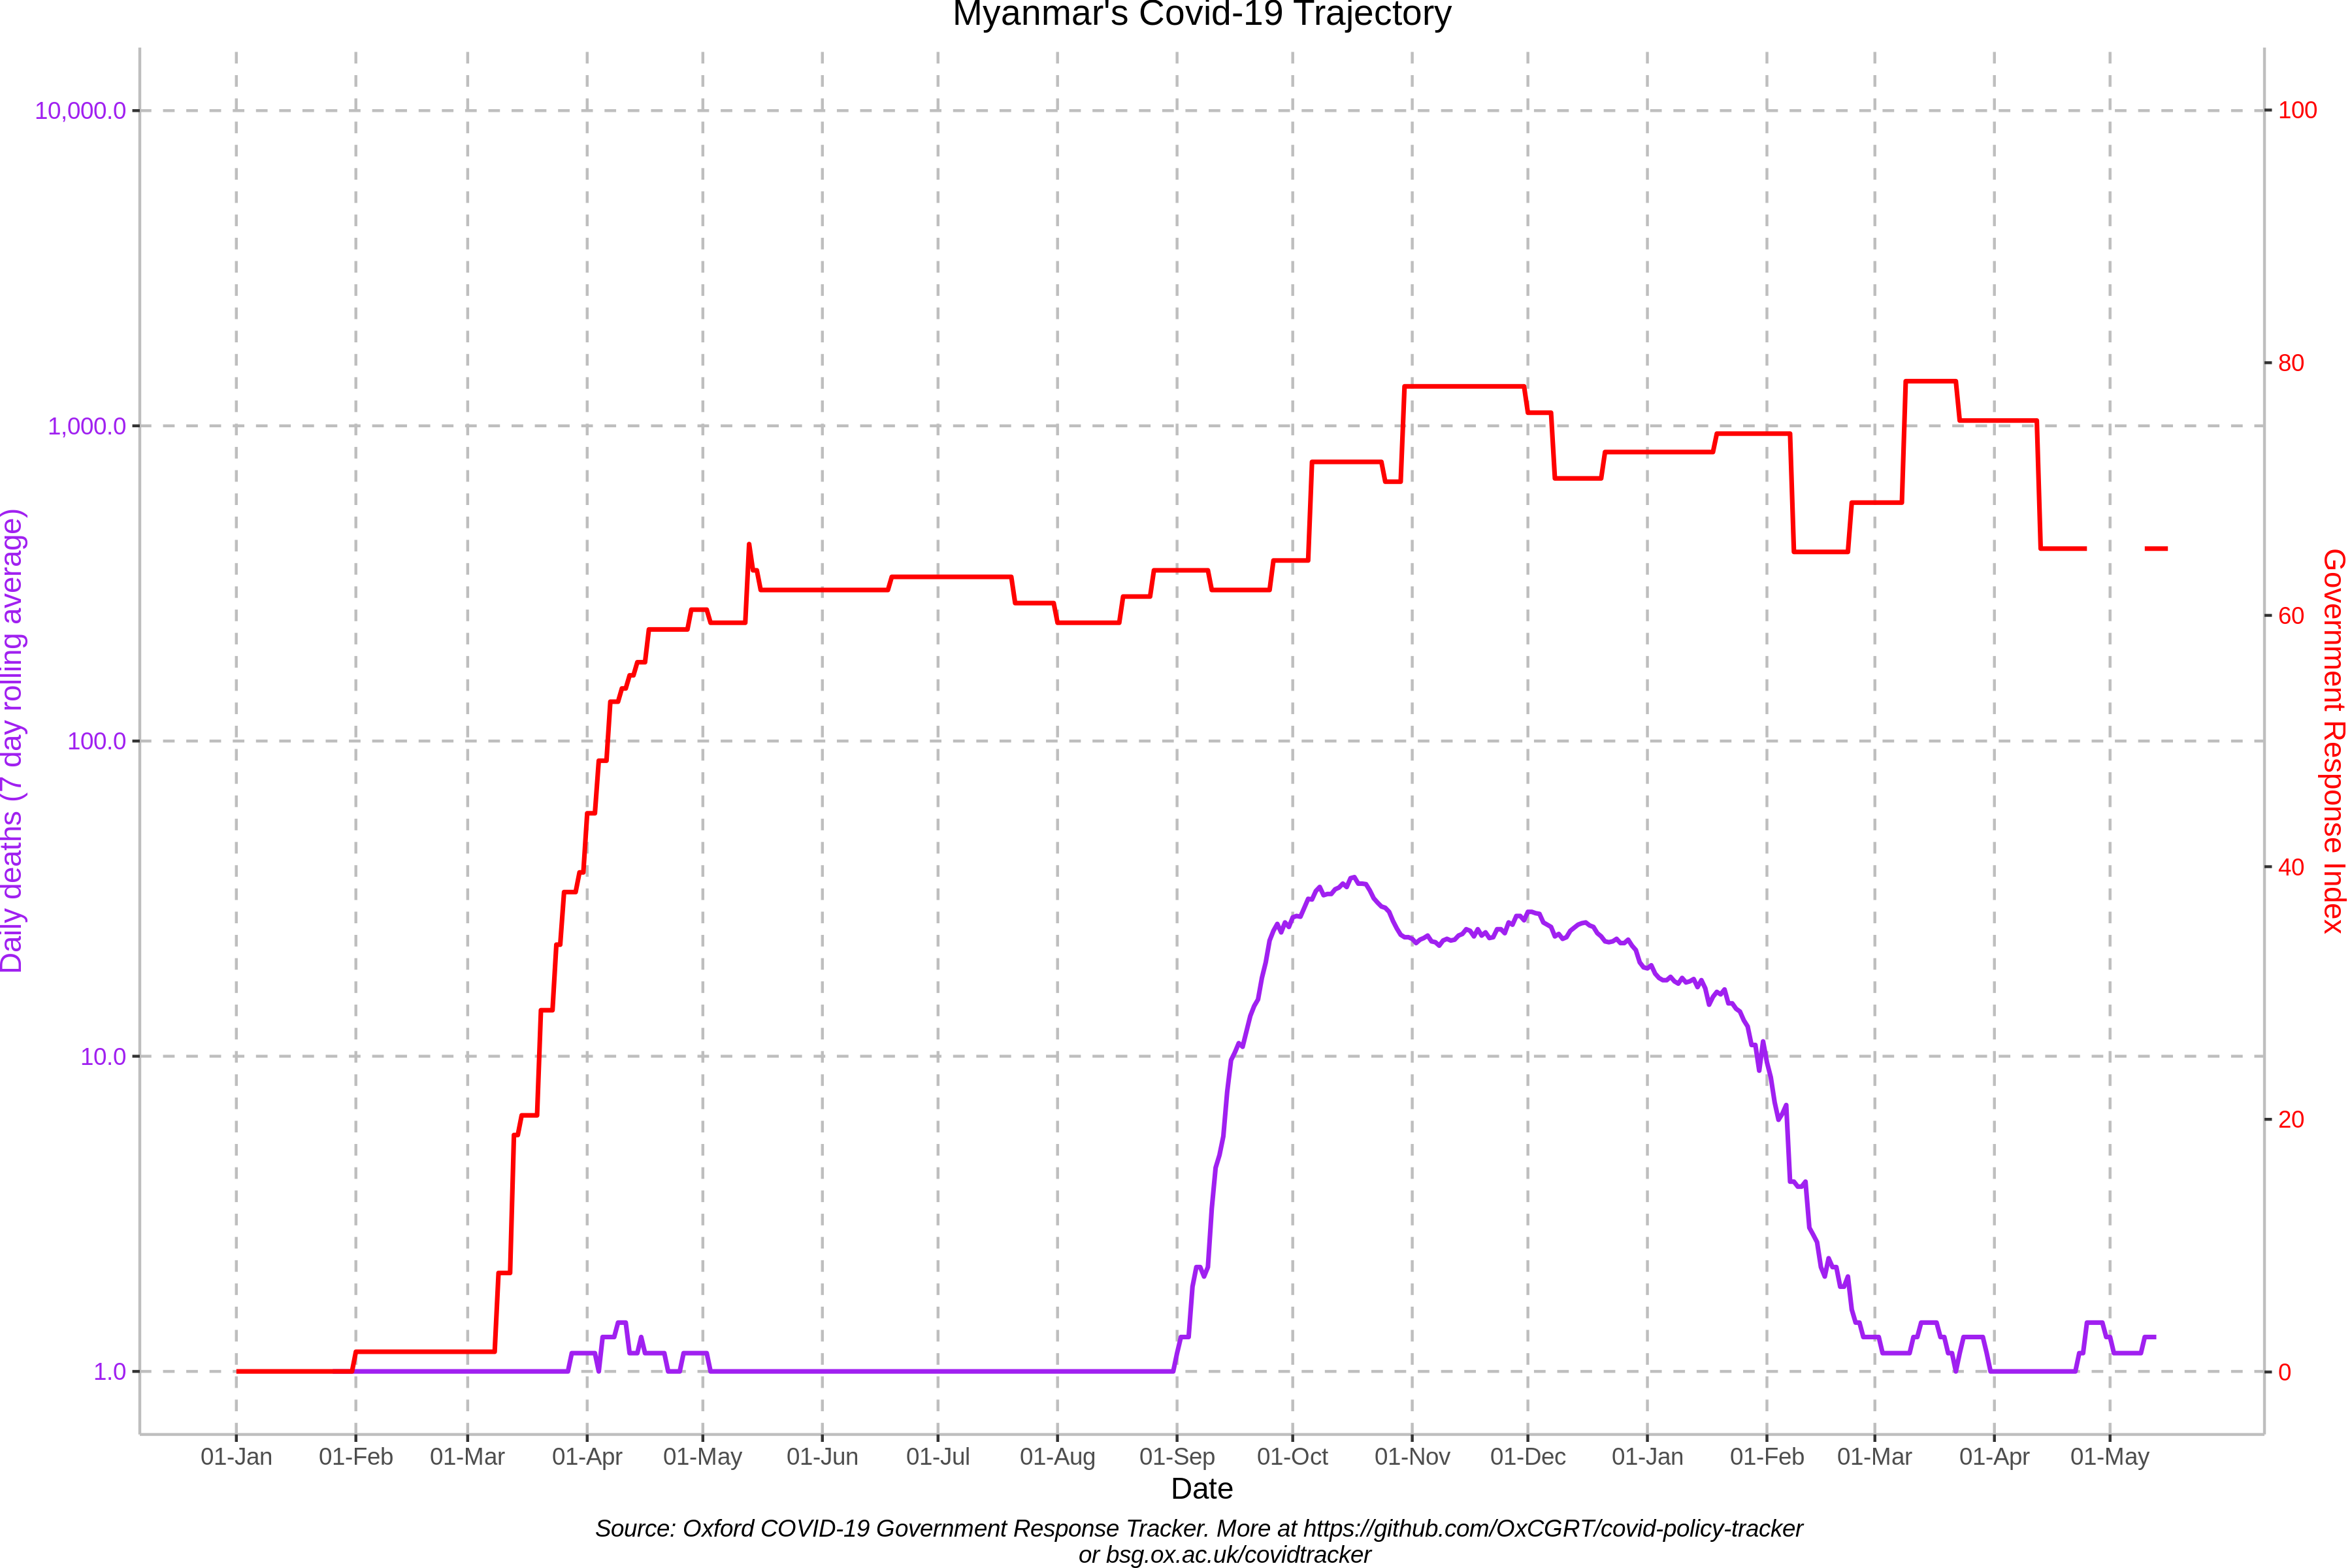 Myanmar's Covid-19 Trajectory
10,000.0
1,000.0
100.0
10.0
1.0
Daily deaths (7 day rolling average)
100
80
60
40
20
0
Government Response Index
01-Jan 01-Feb 01-Mar 01-Apr 01-May 01-Jun 01-Jul 01-Aug 01-Sep 01-Oct 01-Nov 01-Dec 01-Jan 01-Feb 01-Mar 01-Apr 01-May
Date
Source: Oxford COVID-19 Government Response Tracker. More at https://github.com/OxCGRT/covid-policy-tracker
or bsg.ox.ac.uk/covidtracker